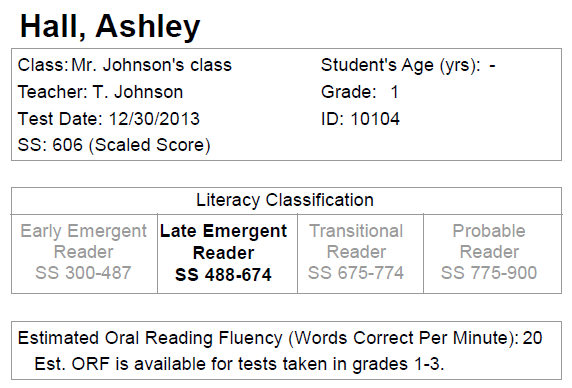 Hall, Ashley
Class: Mr. Johnson's class
Student's Age (yrs): -
Teacher: T. Johnson
Grade: 1
Test Date: 12/30/2013
ID: 10104
SS: 606 (Scaled Score)
Literacy Classification
Early Emergent
Reader
SS 300-487
Late Emergent
Reader
SS 488-674
Transitional
Reader
SS 675-774
Probable
Reader
SS 775-900
Estimated Oral Reading Fluency (Words Correct Per Minute): 20
Est. ORF is available for tests taken in grades 1-3.